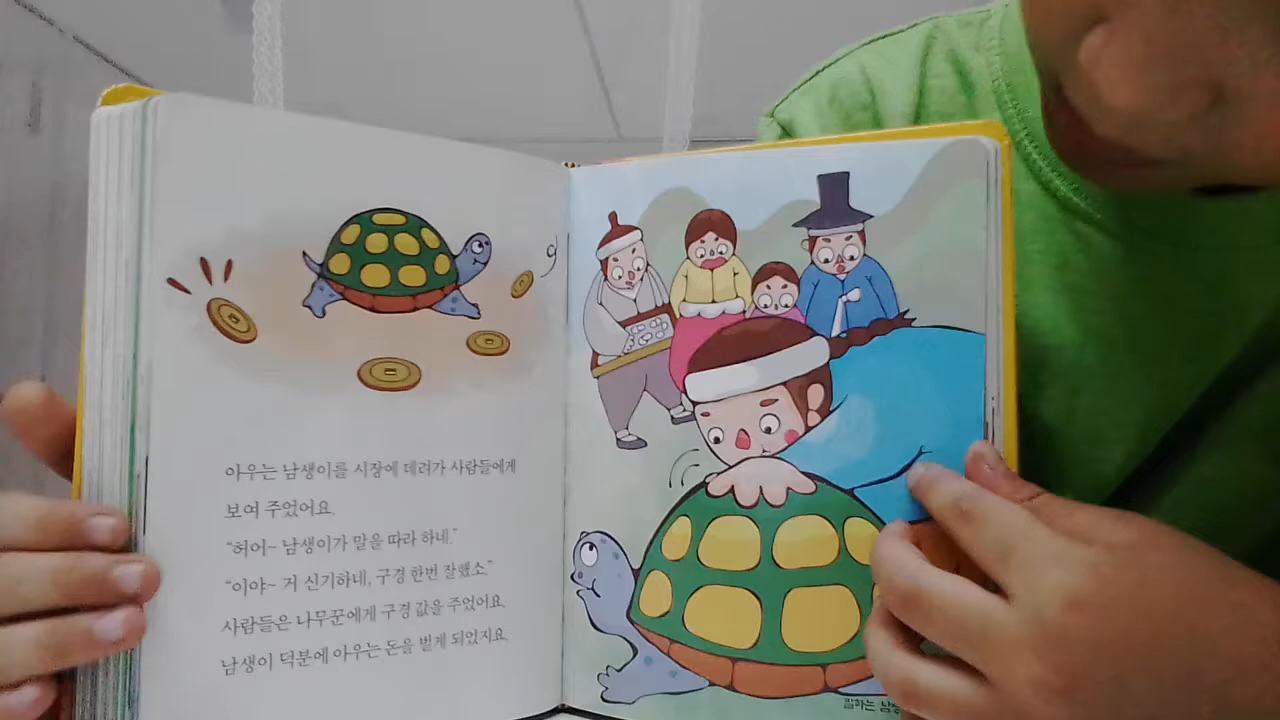 아우는 남생이를 시장에 데려가 사람들에게
보여 주었어요.
“허어~ 남생이가 말을 따라 하네.”
“이야~ 거 신기하네, 구경 한번 잘했소.”
사람들은 나무꾼에게 구경 값을 주었어요.
남생이 덕분에 아우는 돈을 벌게 되었지요.
말하는